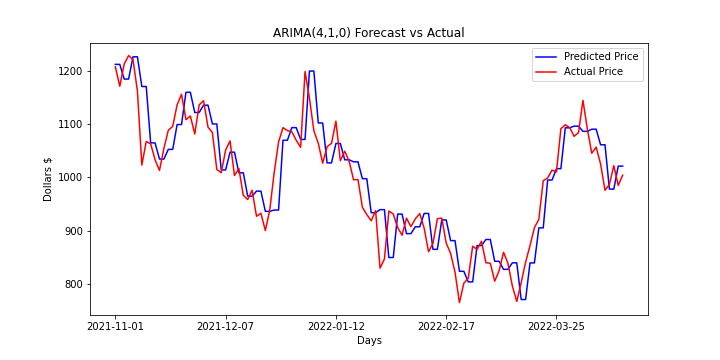 ARIMA(4,1,0) Forecast vs Actual
Predicted Price
Actual Price
Dollars $
1200
1100
1000
900
800
2021-11-01
2021-12-07
2022-01-12
2022-02-17
2022-03-25
Days